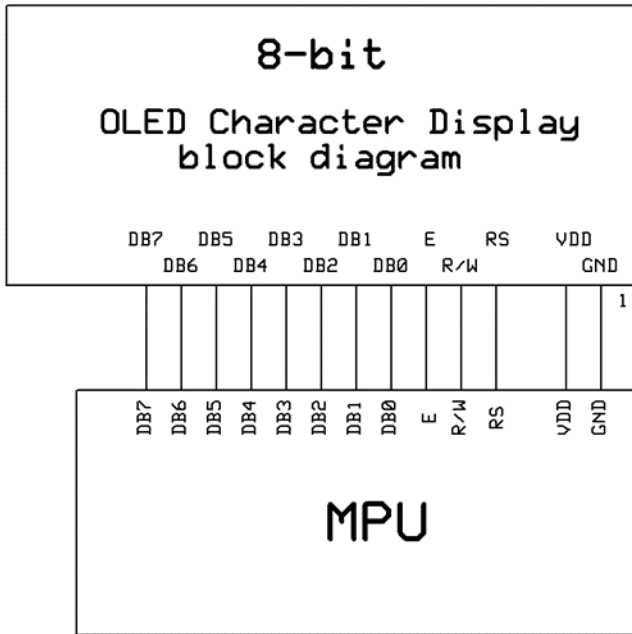 8-bit
OLED Character Display
block diagram
DB7 DB5 DB3 DB1 E RS VDD
DB6 DB4 DB2 DB0 R/W GND
1
DB7 DB6 DB5 DB4 DB3 DB2 DB1 DB0 E R/W RS VDD GND
MPU